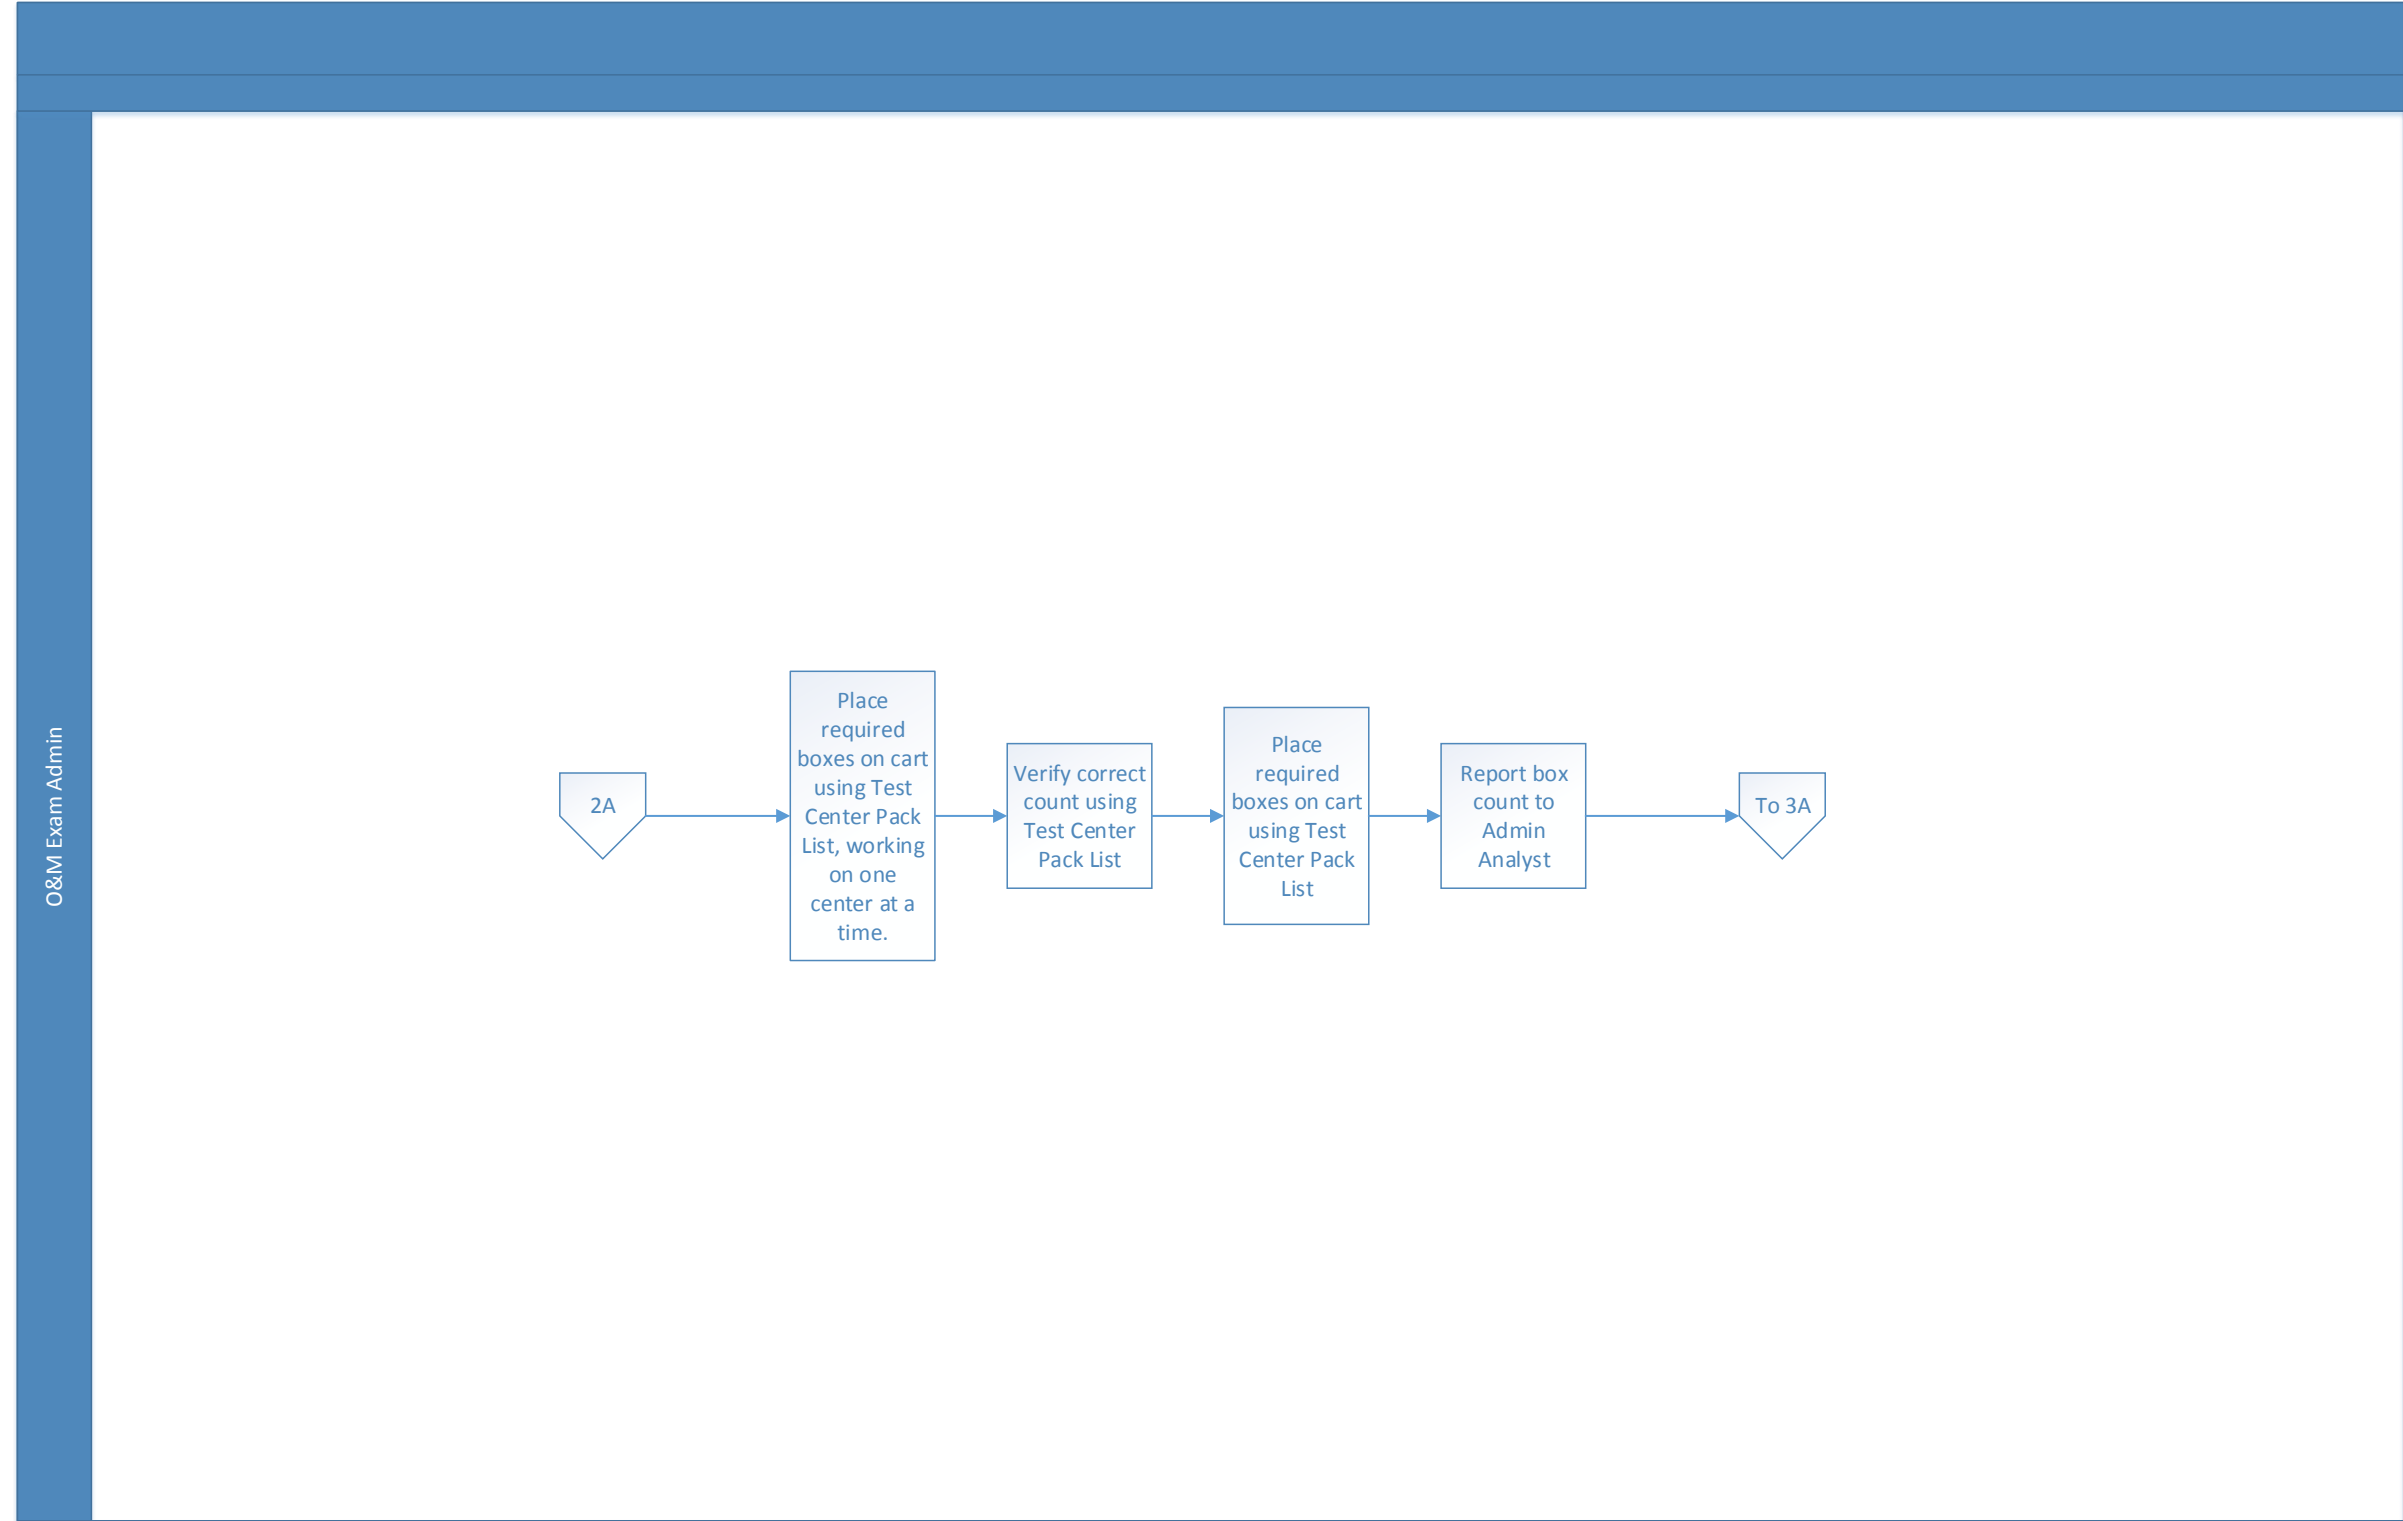 O&M Exam Admin
2A
Place
required
boxes on cart
using Test
Center Pack
List, working
on one
center at a
time.
Verify correct
count using
Test Center
Pack List
Place
required
boxes on cart
using Test
Center Pack
List
Report box
count to
Admin
Analyst
To 3A